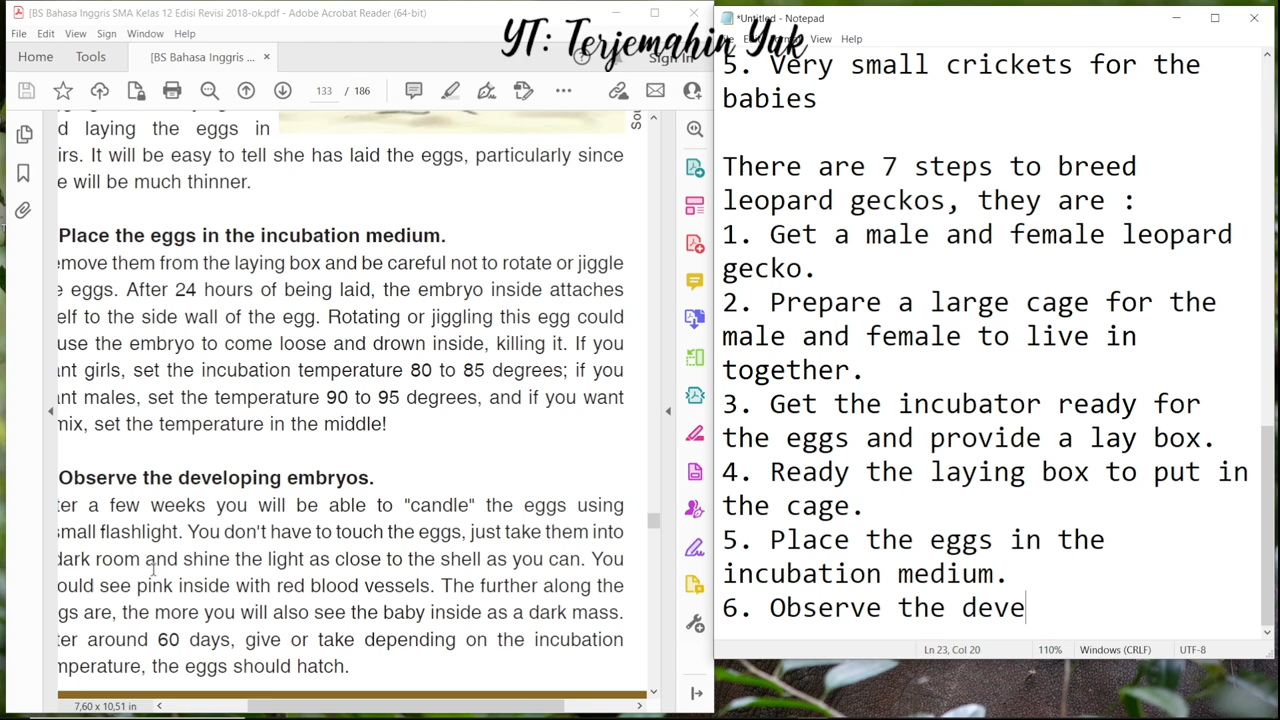 [BS Bahasa Inggris SMA Kelas 12 Edisi Revisi 2018-ok.pdf - Adobe Acrobat Reader (64-bit)
File Edit View Sign Window Help
Home Tools [BS Bahasa Inggris ... × Sign In
133 / 186
d laying the eggs in
irs. It will be easy to tell she has laid the eggs, particularly since
e will be much thinner.
Place the eggs in the incubation medium.
emove them from the laying box and be careful not to rotate or jiggle
e eggs. After 24 hours of being laid, the embryo inside attaches
elf to the side wall of the egg. Rotating or jiggling this egg could
use the embryo to come loose and drown inside, killing it. If you
nt girls, set the incubation temperature 80 to 85 degrees; if you
nt males, set the temperature 90 to 95 degrees, and if you want
mix, set the temperature in the middle!
Observe the developing embryos.
ter a few weeks you will be able to "candle" the eggs using
small flashlight. You don't have to touch the eggs, just take them into
dark room and shine the light as close to the shell as you can. You
ould see pink inside with red blood vessels. The further along the
gs are, the more you will also see the baby inside as a dark mass.
ter around 60 days, give or take depending on the incubation
mperature, the eggs should hatch.
7,60 x 10,51 in
YT: Terjemahin Yuk
*Untitled - Notepad
View Help
5. Very small crickets for the
babies
There are 7 steps to breed
leopard geckos, they are :
1. Get a male and female leopard
gecko.
2. Prepare a large cage for the
male and female to live in
together.
3. Get the incubator ready for
the eggs and provide a lay box.
4. Ready the laying box to put in
the cage.
5. Place the eggs in the
incubation medium.
6. Observe the deve
Ln 23, Col 20 110% Windows (CRLF) UTF-8